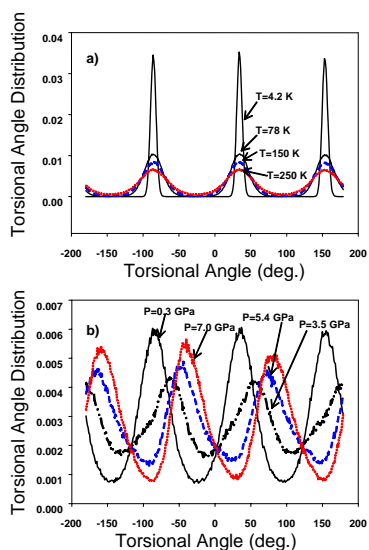 0.04
a)
T=4.2 K
T=78 K
T=150 K
T=250 K
0.02
0.00
Torsional Angle Distribution
-200 -150 -100 -50 0 50 100 150 200
Torsional Angle (deg.)
0.007
b)
P=0.3 GPa
P=7.0 GPa
P=5.4 GPa
P=3.5 GPa
0.006
0.005
0.004
0.003
0.002
0.001
0.000
Torsional Angle Distribution
-200 -150 -100 -50 0 50 100 150 200
Torsional Angle (deg.)